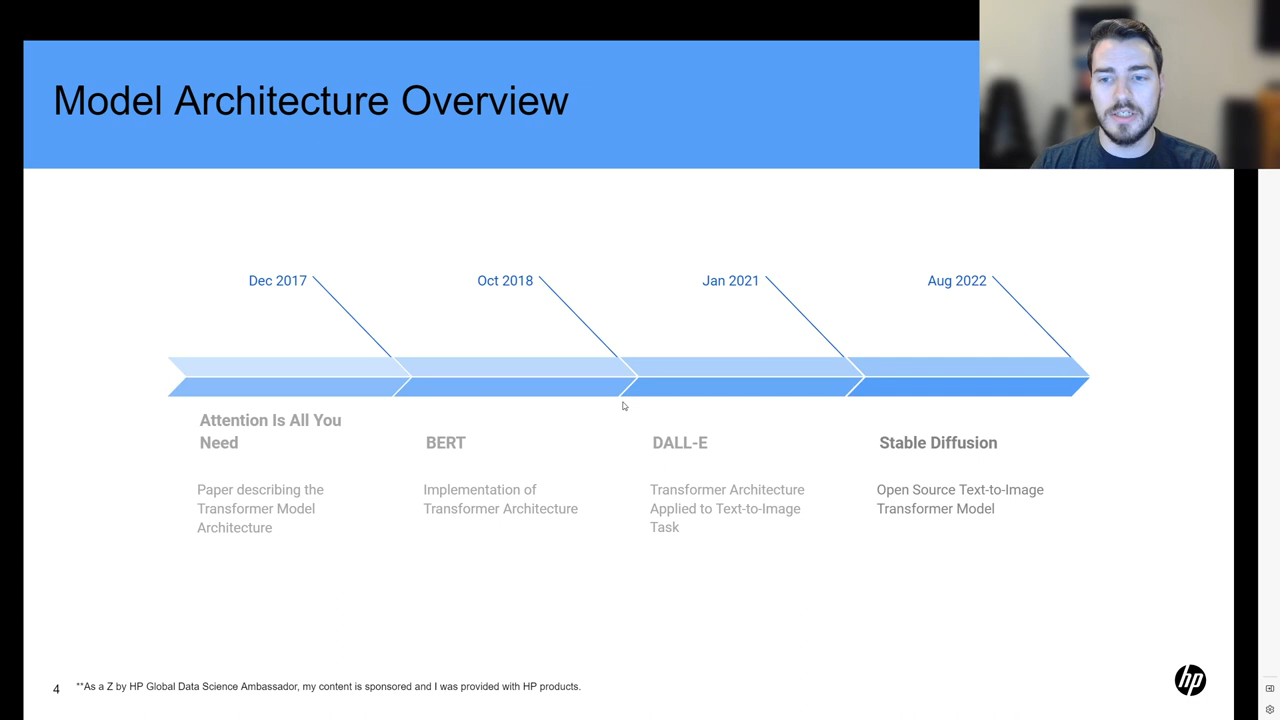 Model Architecture Overview
Dec 2017
Oct 2018
Jan 2021
Aug 2022
Attention Is All You
Need
BERT
DALL-E
Stable Diffusion
Paper describing the
Transformer Model
Architecture
Implementation of
Transformer Architecture
Transformer Architecture
Applied to Text-to-Image
Task
Open Source Text-to-Image
Transformer Model
4
**As a Z by HP Global Data Science Ambassador, my content is sponsored and I was provided with HP products.
hp